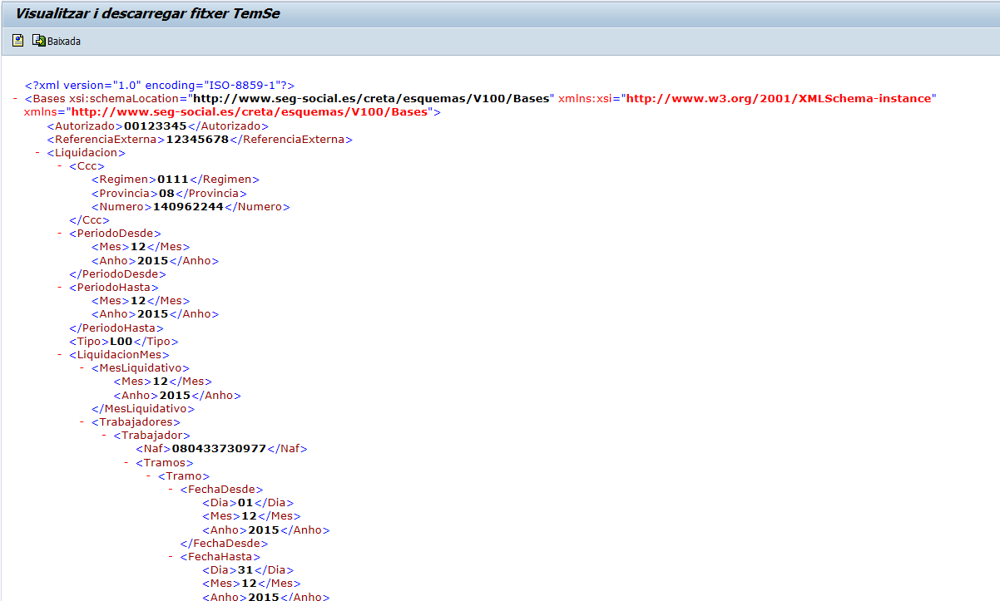 Visualitzar i descarregar fitxer TemSe
Baixada
<?xml version="1.0" encoding="ISO-8859-1"?>
- <Bases xsi:schemaLocation="http://www.seg-social.es/creta/esquemas/V100/Bases" xmlns:xsi="http://www.w3.org/2001/XMLSchema-instance"
xmlns="http://www.seg-social.es/creta/esquemas/V100/Bases">
<Autorizado>00123345</Autorizado>
<ReferenciaExterna>12345678</ReferenciaExterna>
- <Liquidacion>
- <Ccc>
<Regimen>0111</Regimen>
<Provincia>08</Provincia>
<Numero>140962244</Numero>
</Ccc>
- <PeriodoDesde>
<Mes>12</Mes>
<Anho>2015</Anho>
</PeriodoDesde>
- <PeriodoHasta>
<Mes>12</Mes>
<Anho>2015</Anho>
</PeriodoHasta>
<Tipo>L00</Tipo>
- <LiquidacionMes>
- <MesLiquidativo>
<Mes>12</Mes>
<Anho>2015</Anho>
</MesLiquidativo>
- <Trabajadores>
- <Trabajador>
<Naf>080433730977</Naf>
- <Tramos>
- <Tramo>
- <FechaDesde>
<Dia>01</Dia>
<Mes>12</Mes>
<Anho>2015</Anho>
</FechaDesde>
- <FechaHasta>
<Dia>31</Dia>
<Mes>12</Mes>
<Anho>2015</Anho>